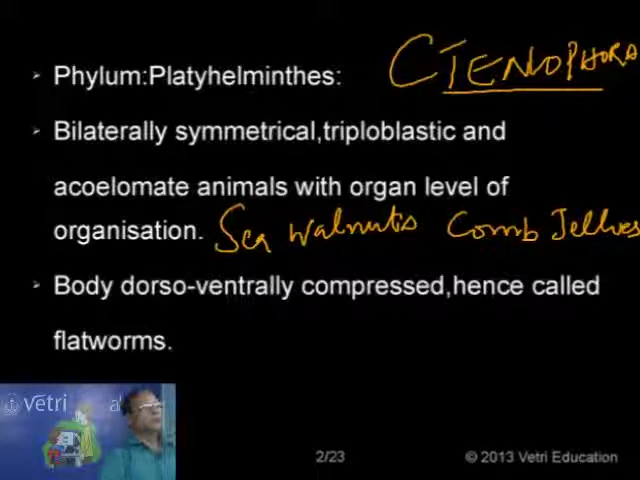 CTENOPHORA
Phylum:Platyhelminthes:
Bilaterally symmetrical,triploblastic and
acoelomate animals with organ level of
organisation. Sea walnuts Comb Jellies
Body dorso-ventrally compressed,hence called
flatworms.
vetri
2/23
© 2013 Vetri Education